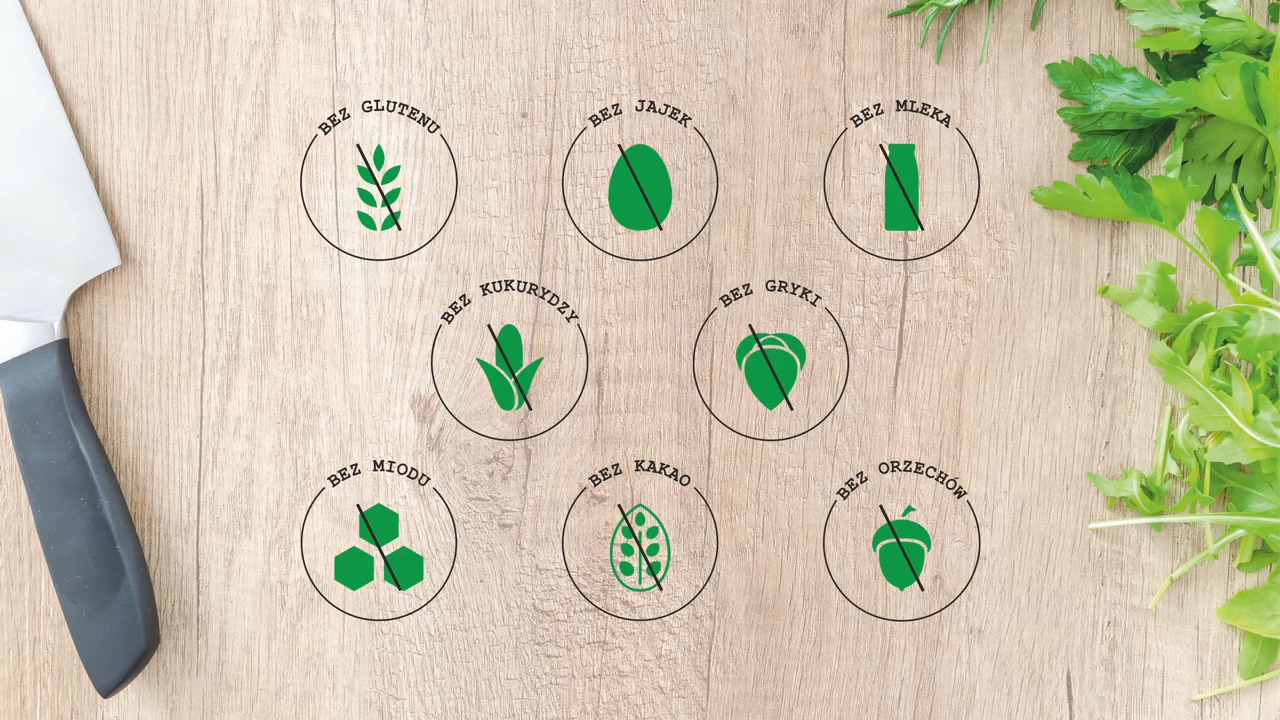 BEZ GLUTENU
BEZ JAJEK
BEZ MLEKA
BEZ KUKURYDZY
BEZ GRYKI
BEZ MIODU
BEZ KAKAO
BEZ ORZECHÓW